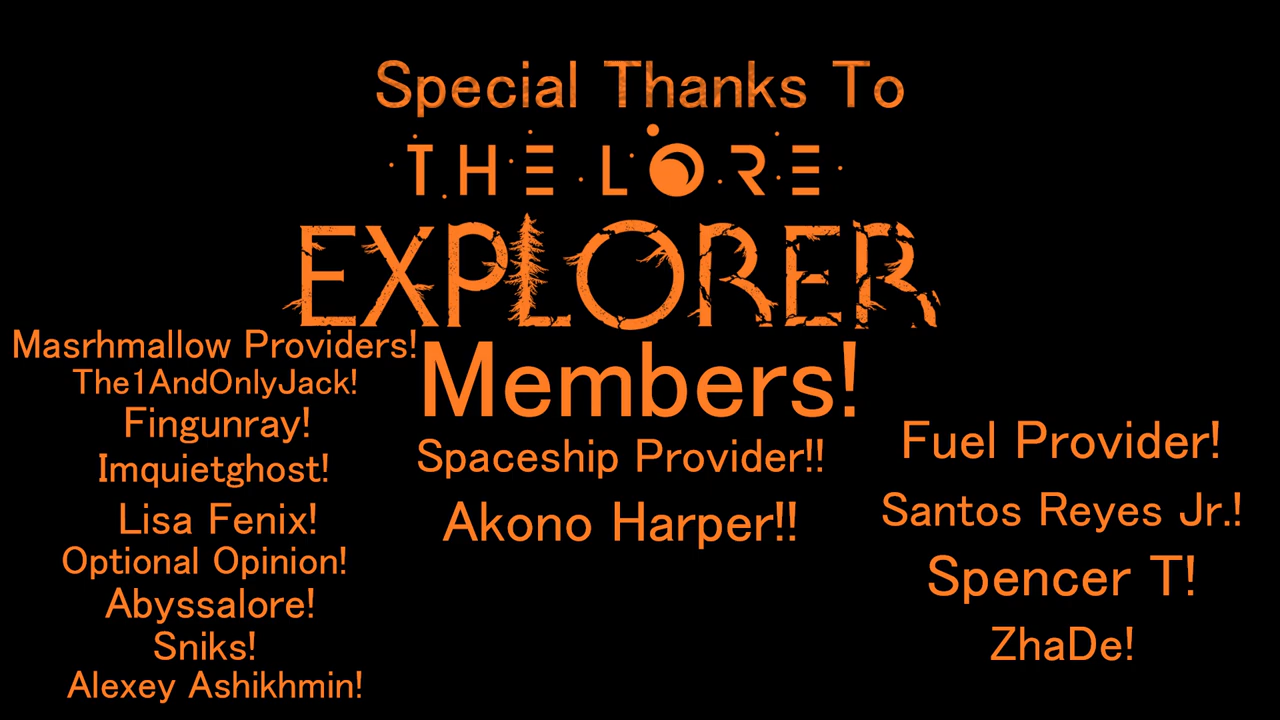 Special Thanks To
THE LORE
EXPLORER
Members!
Masrhmallow Providers!
The1AndOnlyJack!
Fingunray!
Imquietghost!
Lisa Fenix!
Optional Opinion!
Abyssalore!
Sniks!
Alexey Ashikhmin!
Spaceship Provider!!
Akono Harper!!
Fuel Provider!
Santos Reyes Jr.!
Spencer T!
ZhaDe!